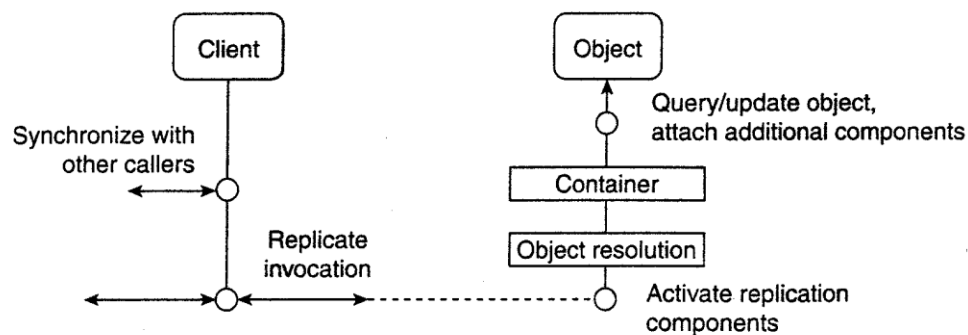 Client
Object
Query/update object,
attach additional components
Synchronize with
other callers
Container
Replicate
invocation
Object resolution
Activate replication
components